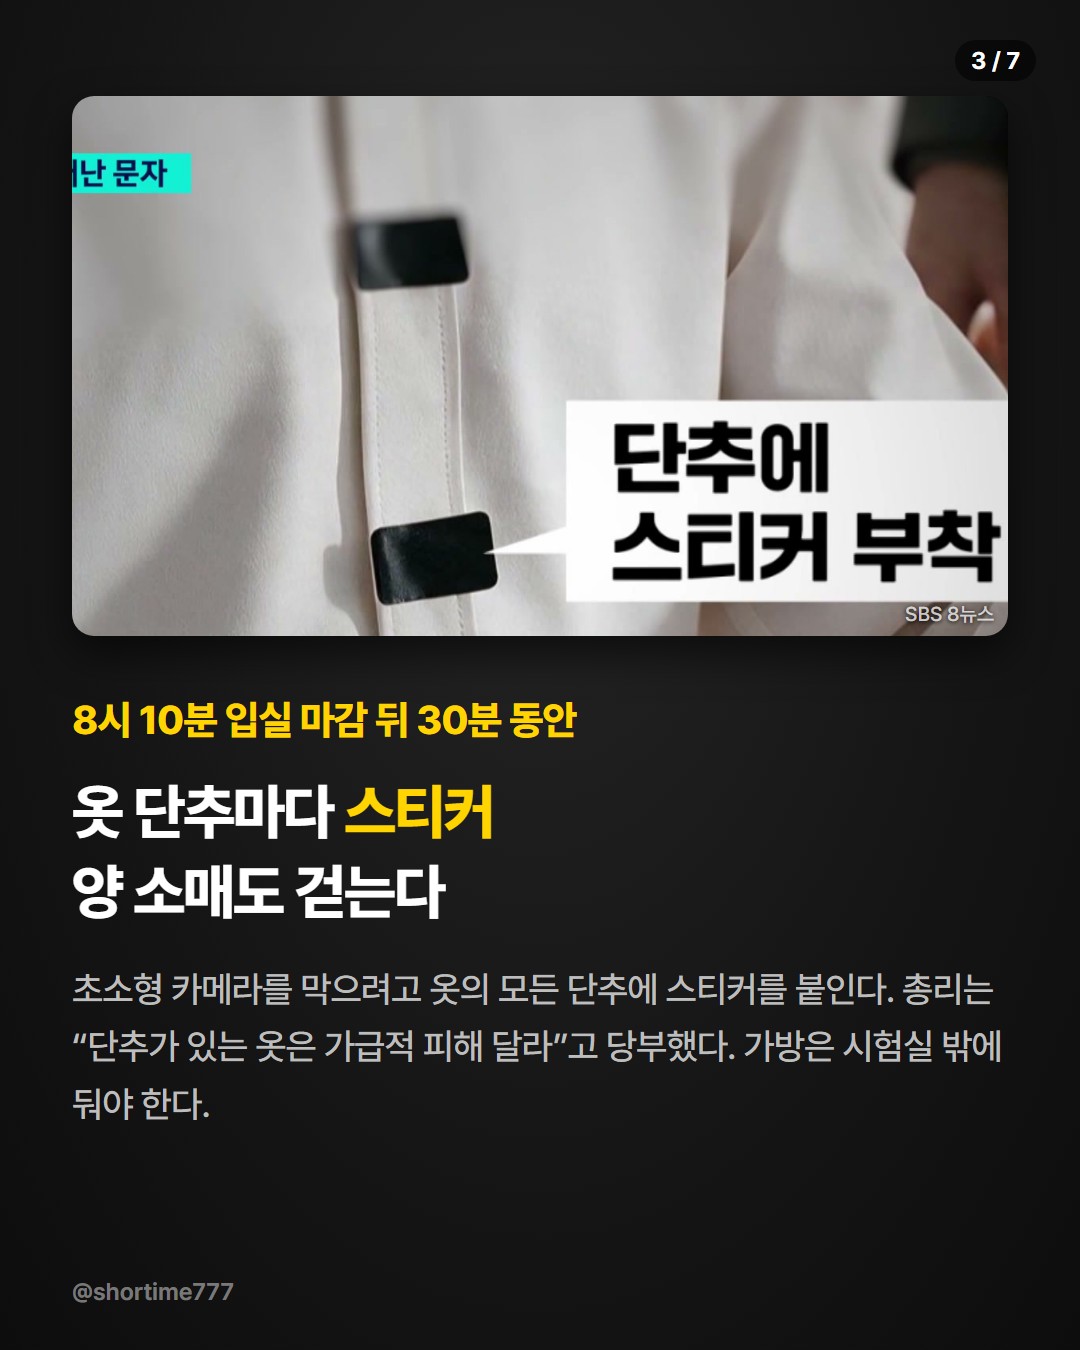 3 / 7
난 문자
단추에
스티커 부착
SBS 8뉴스
8시 10분 입실 마감 뒤 30분 동안
옷 단추마다 스티커
양 소매도 걷는다
초소형 카메라를 막으려고 옷의 모든 단추에 스티커를 붙인다. 총리는
“단추가 있는 옷은 가급적 피해 달라”고 당부했다. 가방은 시험실 밖에
둬야 한다.
@shortime777